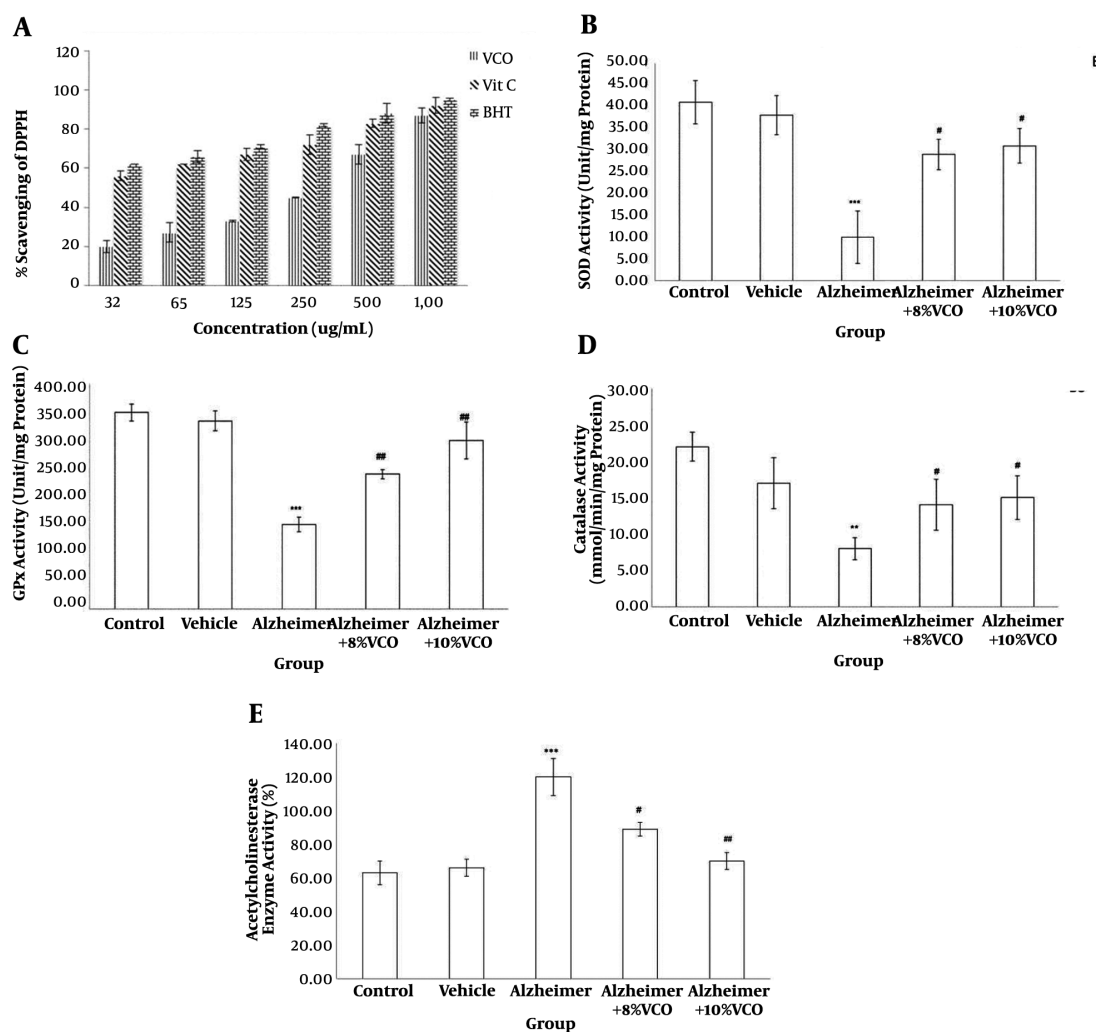 A
120
100
80
60
40
20
0
% Scavenging of DPPH
VCO
Vit C
BHT
32 65 125 250 500 1,00
Concentration (ug/mL)
B
50.00
45.00
40.00
35.00
30.00
25.00
20.00
15.00
10.00
5.00
0.00
SOD Activity (Unit/mg Protein)
***
#
#
Control Vehicle Alzheimer Alzheimer +8%VCO Alzheimer +10%VCO
Group
E
C
400.00
350.00
300.00
250.00
200.00
150.00
100.00
50.00
0.00
GPx Activity (Unit/mg Protein)
***
##
##
Control Vehicle Alzheimer Alzheimer +8%VCO Alzheimer +10%VCO
Group
D
30.00
25.00
20.00
15.00
10.00
5.00
0.00
Catalase Activity
(mmol/min/mg Protein)
**
#
#
Control Vehicle Alzheimer Alzheimer +8%VCO Alzheimer +10%VCO
Group
E
140.00
120.00
100.00
80.00
60.00
40.00
20.00
0.00
Acetylcholinesterase
Enzyme Activity (%)
***
#
##
Control Vehicle Alzheimer Alzheimer +8%VCO Alzheimer +10%VCO
Group